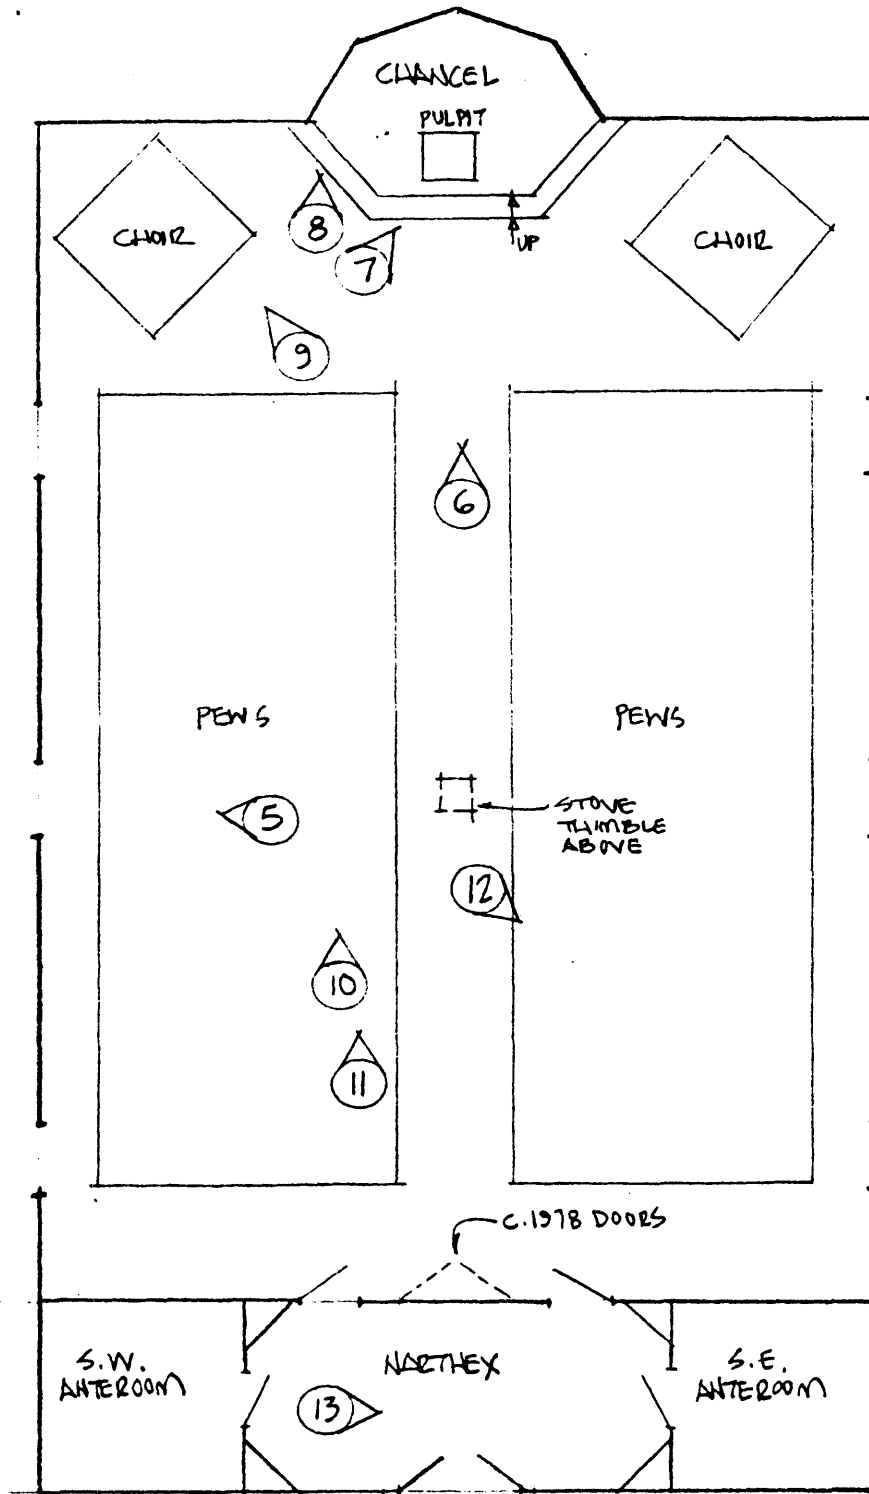 CHANCEL
PULPIT
CHOIR
8
7
UP
CHOIR
9
6
PEWS
PEWS
5
STOVE
THIMBLE
ABOVE
12
10
11
C.1978 DOORS
S.W.
ANTEROOM
NARTHEX
S.E.
ANTEROOM
13